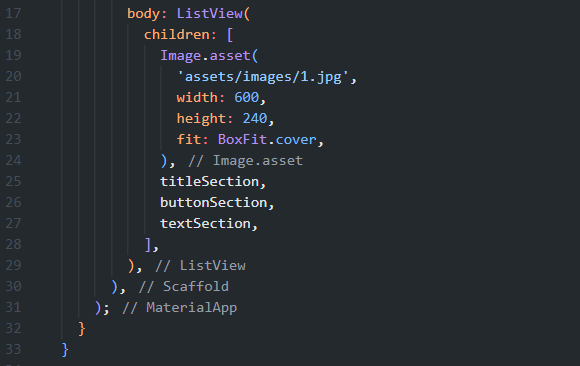 17 body: ListView(
18 children: [
19 Image.asset(
20 'assets/images/1.jpg',
21 width: 600,
22 height: 240,
23 fit: BoxFit.cover,
24 ), // Image.asset
25 titleSection,
26 buttonSection,
27 textSection,
28 ],
29 ), // ListView
30 ), // Scaffold
31 ); // MaterialApp
32 }
33 }